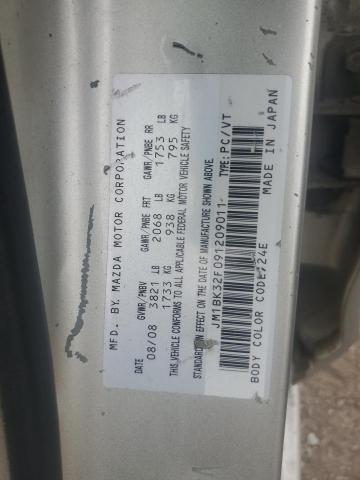 MFD. BY. MAZDA MOTOR CORPORATION
DATE GVWR/PNBV GAWR/PNBE FRT GAWR/PNBE RR
08/08 3821 LB 2068 LB 1753 LB
1733 KG 938 KG 795 KG
THIS VEHICLE CONFORMS TO ALL APPLICABLE FEDERAL MOTOR VEHICLE SAFETY
STANDARDS IN EFFECT ON THE DATE OF MANUFACTURE SHOWN ABOVE.
JM1BK32F091209011 TYPE:PC/VT
BODY COLOR CODE:24E MADE IN JAPAN